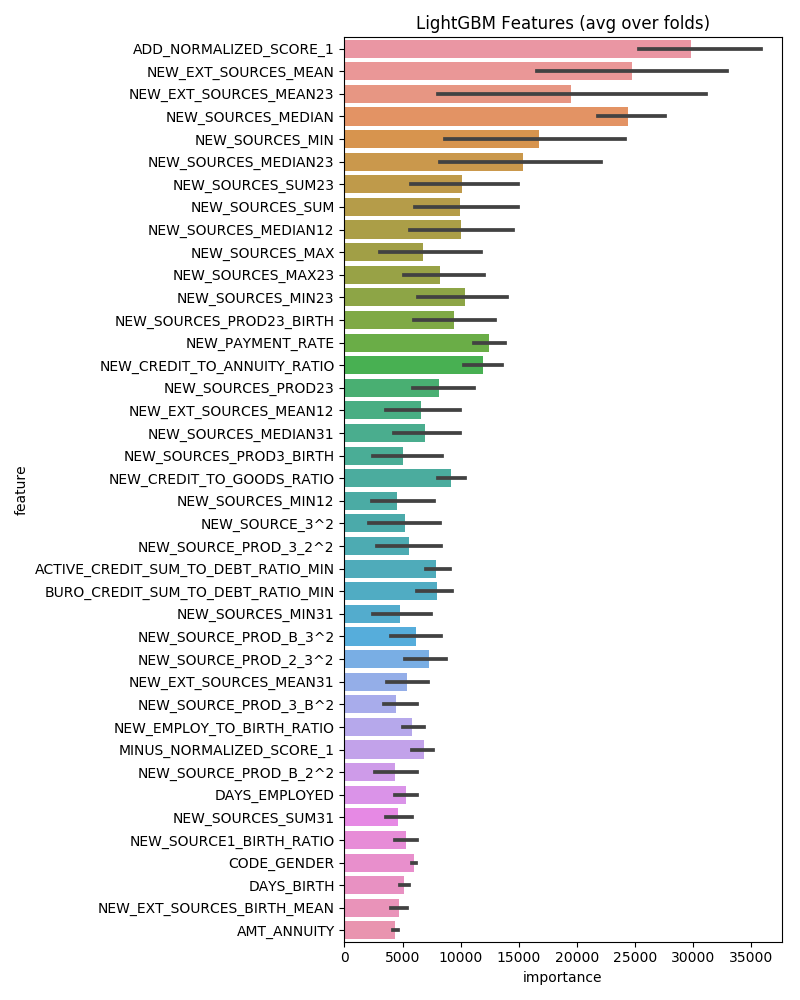 LightGBM Features (avg over folds)
ADD_NORMALIZED_SCORE_1
NEW_EXT_SOURCES_MEAN
NEW_EXT_SOURCES_MEAN23
NEW_SOURCES_MEDIAN
NEW_SOURCES_MIN
NEW_SOURCES_MEDIAN23
NEW_SOURCES_SUM23
NEW_SOURCES_SUM
NEW_SOURCES_MEDIAN12
NEW_SOURCES_MAX
NEW_SOURCES_MAX23
NEW_SOURCES_MIN23
NEW_SOURCES_PROD23_BIRTH
NEW_PAYMENT_RATE
NEW_CREDIT_TO_ANNUITY_RATIO
NEW_SOURCES_PROD23
NEW_EXT_SOURCES_MEAN12
NEW_SOURCES_MEDIAN31
NEW_SOURCES_PROD3_BIRTH
NEW_CREDIT_TO_GOODS_RATIO
NEW_SOURCES_MIN12
NEW_SOURCE_3^2
NEW_SOURCE_PROD_3_2^2
ACTIVE_CREDIT_SUM_TO_DEBT_RATIO_MIN
BURO_CREDIT_SUM_TO_DEBT_RATIO_MIN
NEW_SOURCES_MIN31
NEW_SOURCE_PROD_B_3^2
NEW_SOURCE_PROD_2_3^2
NEW_EXT_SOURCES_MEAN31
NEW_SOURCE_PROD_3_B^2
NEW_EMPLOY_TO_BIRTH_RATIO
MINUS_NORMALIZED_SCORE_1
NEW_SOURCE_PROD_B_2^2
DAYS_EMPLOYED
NEW_SOURCES_SUM31
NEW_SOURCE1_BIRTH_RATIO
CODE_GENDER
DAYS_BIRTH
NEW_EXT_SOURCES_BIRTH_MEAN
AMT_ANNUITY
feature
0 5000 10000 15000 20000 25000 30000 35000
importance